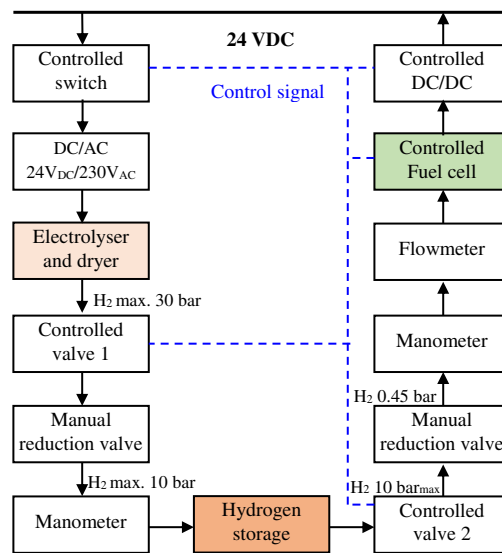 24 VDC
Controlled
switch
Control signal
Controlled
DC/DC
DC/AC
24VDC/230VAC
Controlled
Fuel cell
Electrolyser
and dryer
Flowmeter
H2 max. 30 bar
Controlled
valve 1
Manometer
H2 0.45 bar
Manual
reduction valve
Manual
reduction valve
H2 max. 10 bar
H2 10 barmax
Manometer
Hydrogen
storage
Controlled
valve 2